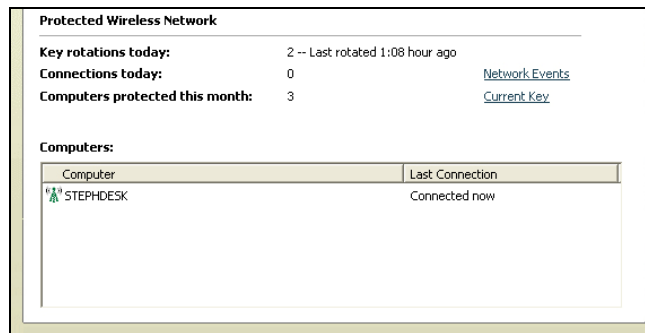 Protected Wireless Network
Key rotations today: 2 -- Last rotated 1:08 hour ago
Connections today: 0 Network Events
Computers protected this month: 3 Current Key
Computers:
Computer Last Connection
STEPHDESK Connected now